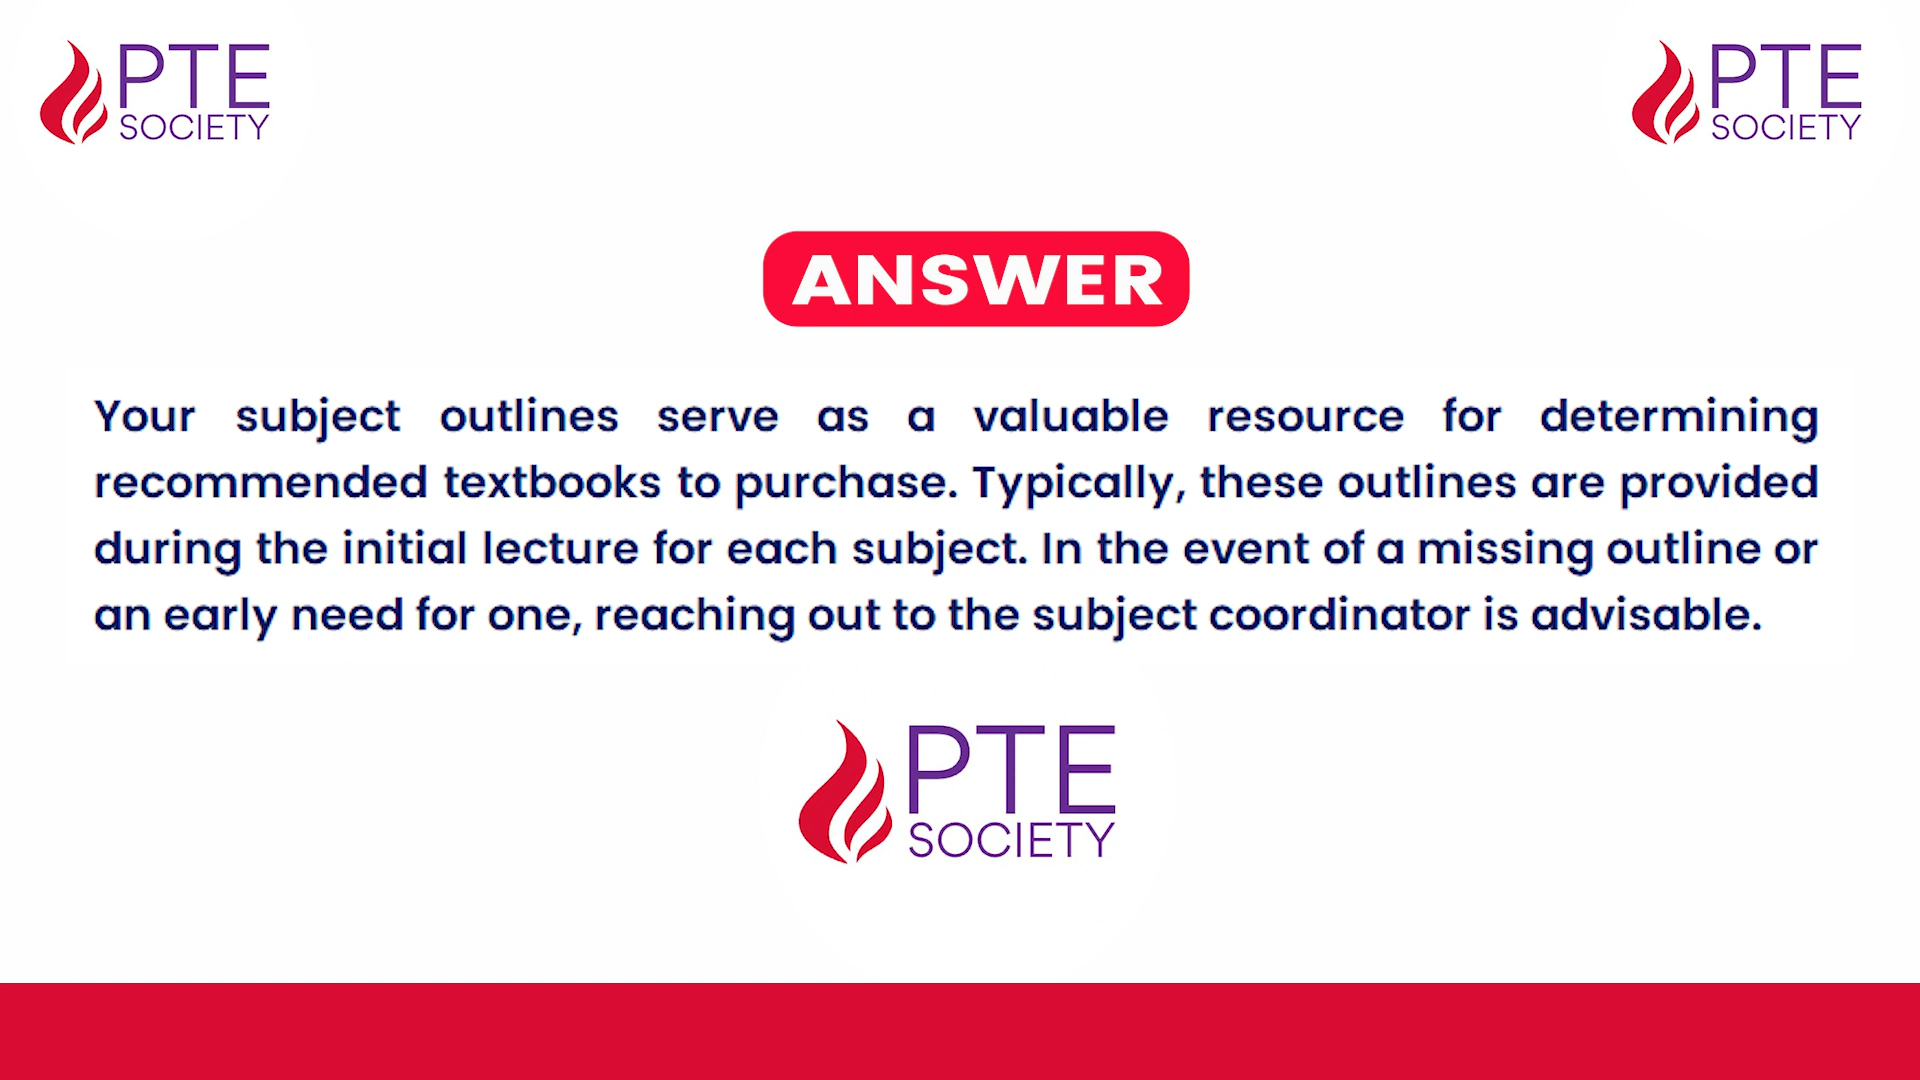 PTE
SOCIETY
PTE
SOCIETY
ANSWER
Your subject outlines serve as a valuable resource for determining
recommended textbooks to purchase. Typically, these outlines are provided
during the initial lecture for each subject. In the event of a missing outline or
an early need for one, reaching out to the subject coordinator is advisable.
PTE
SOCIETY